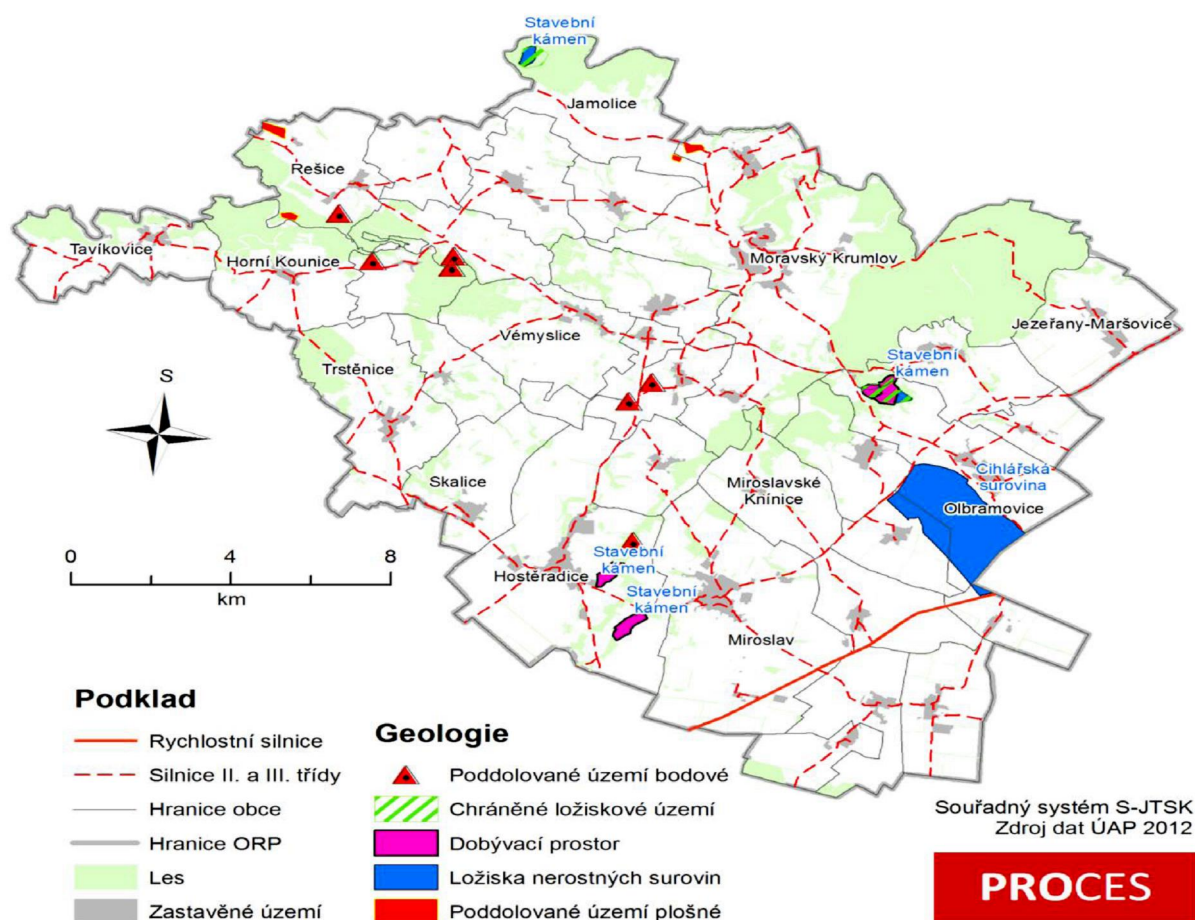 Stavební
kámen
Jamolice
Rešice
Tavíkovice
Horní Kounice
Moravský Krumlov
Jezeřany-Maršovice
Vémyslice
Stavební
kámen
Trstěnice
S
Cihlářská
surovina
Skalice
Miroslavské
Knínice
Olbramovice
0 4 8
km
Stavební
kámen
Hostěradice
Stavební
kámen
Miroslav
Podklad
Rychlostní silnice
Silnice II. a III. třídy
Hranice obce
Hranice ORP
Les
Zastavěné území
Geologie
Poddolované území bodové
Chráněné ložiskové území
Dobývací prostor
Ložiska nerostných surovin
Poddolované území plošné
Souřadný systém S-JTSK
Zdroj dat ÚAP 2012
PROCES